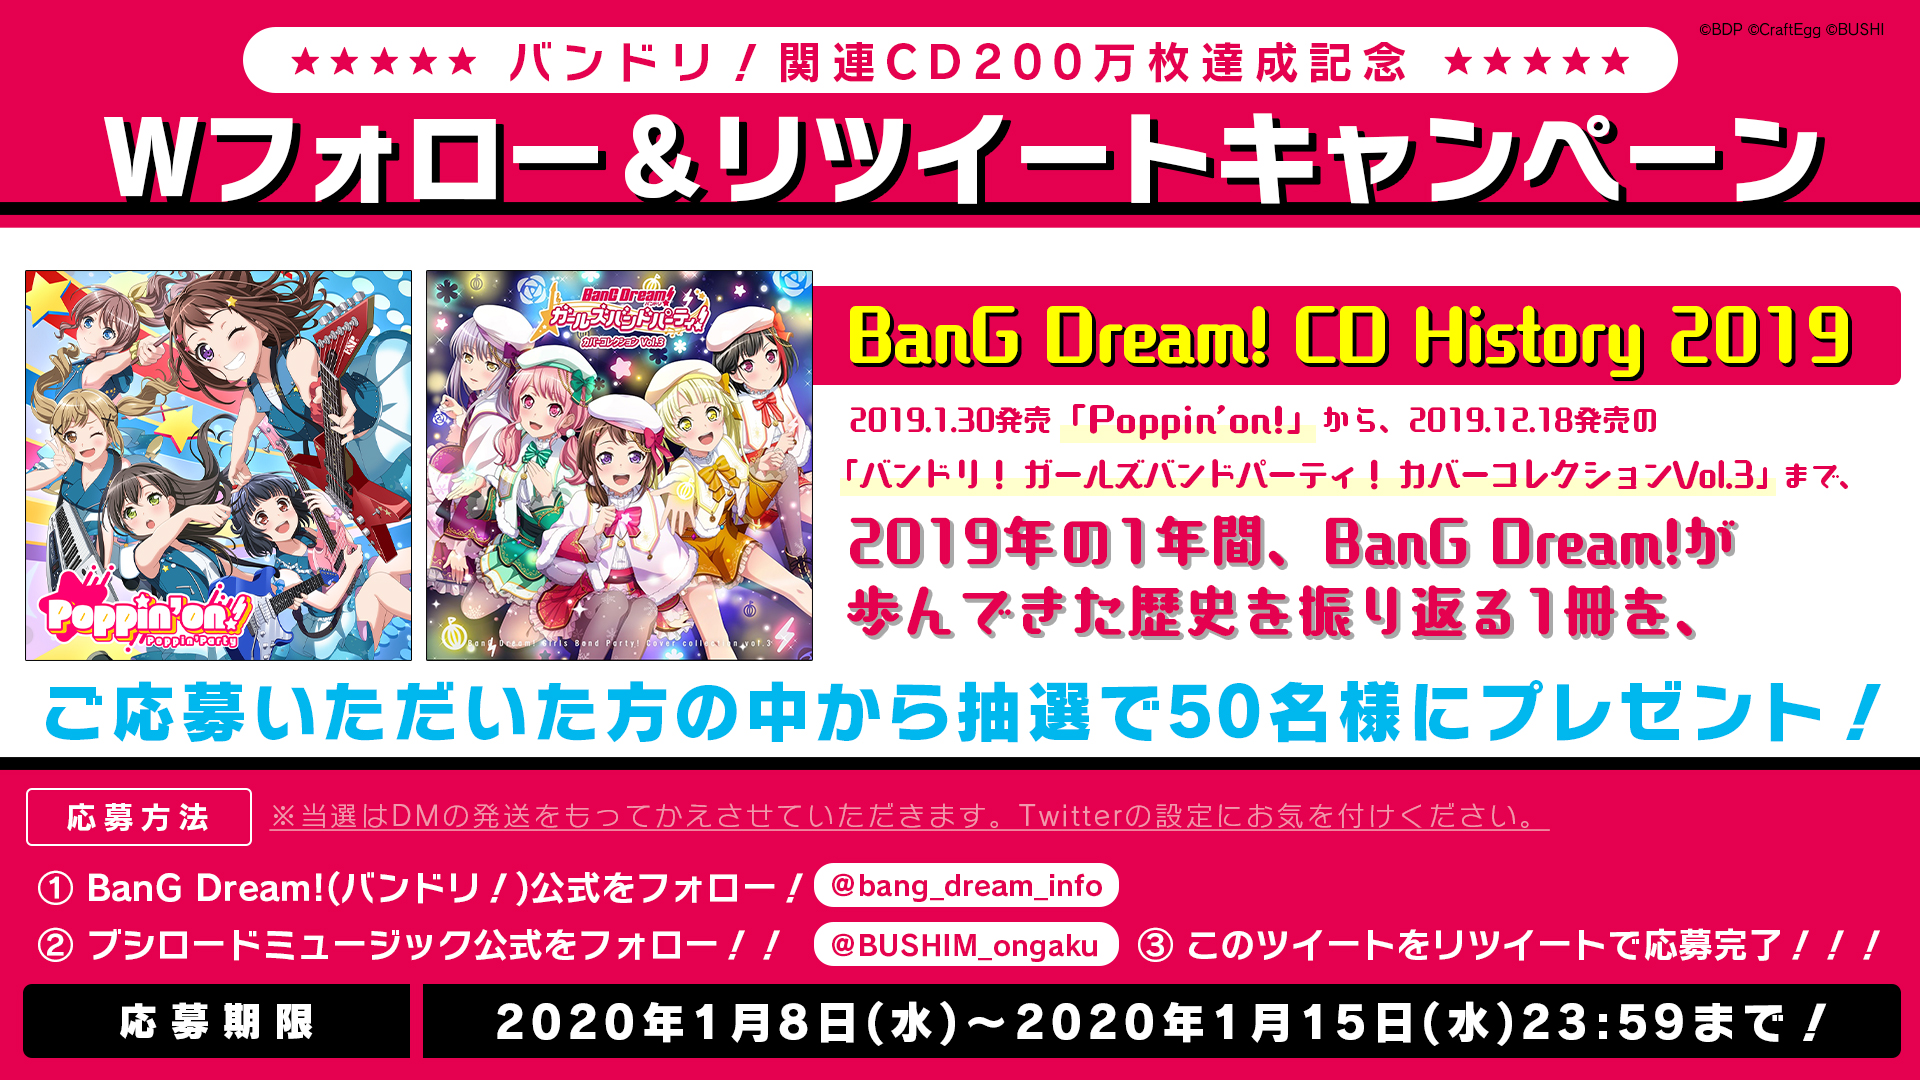 ©BDP ©CraftEgg ©BUSHI
★★★★★ バンドリ！関連CD200万枚達成記念 ★★★★★
Wフォロー＆リツイートキャンペーン
Poppin'on!
Poppin'Party
BanG Dream!
バンドリ！
ガールズバンドパーティ！
カバーコレクション Vol.3
BanG Dream! Girls Band Party! Cover collection vol.3
BanG Dream! CD History 2019
2019.1.30発売「Poppin'on!」から、2019.12.18発売の
「バンドリ！ ガールズバンドパーティ！ カバーコレクションVol.3」まで、
2019年の1年間、BanG Dream!が
歩んできた歴史を振り返る1冊を、
ご応募いただいた方の中から抽選で50名様にプレゼント！
応募方法 ※当選はDMの発送をもってかえさせていただきます。Twitterの設定にお気を付けください。
① BanG Dream!(バンドリ！)公式をフォロー！ @bang_dream_info
② ブシロードミュージック公式をフォロー！！ @BUSHIM_ongaku ③ このツイートをリツイートで応募完了！！！
応募期限 2020年1月8日(水)～2020年1月15日(水)23:59まで！